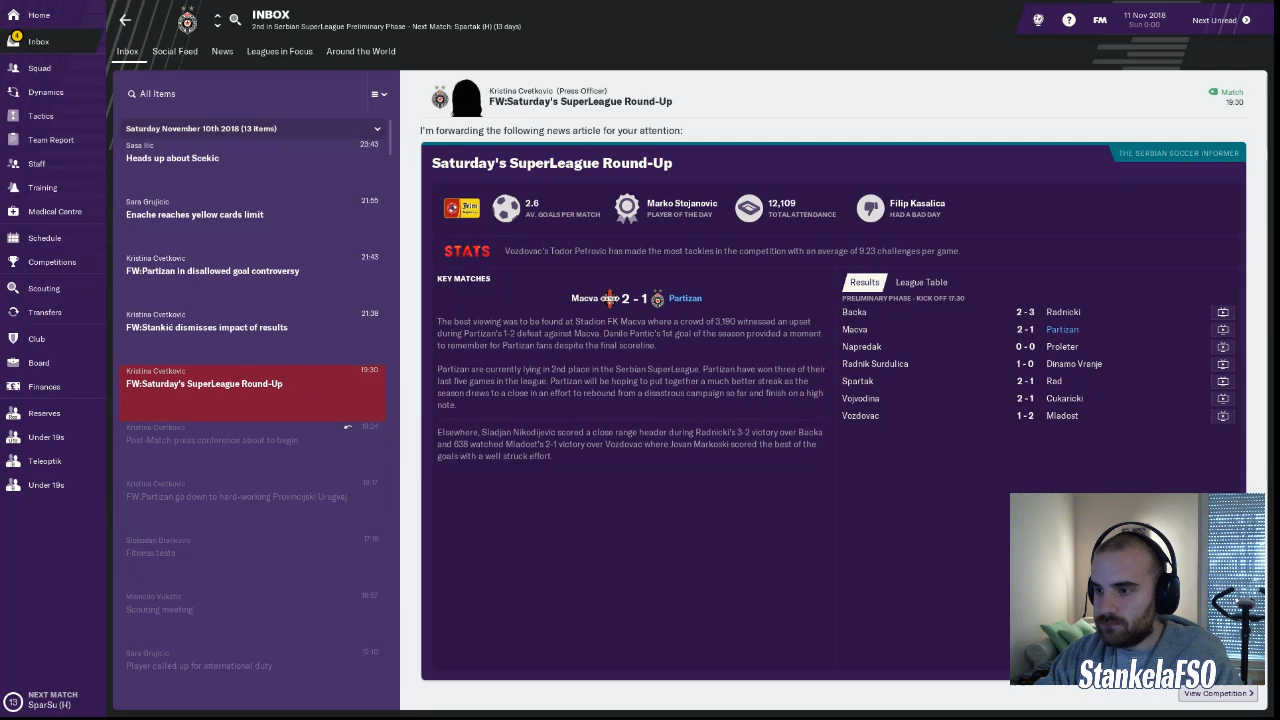 Home
4
Inbox
Squad
Dynamics
Tactics
Team Report
Staff
Training
Medical Centre
Schedule
Competitions
Scouting
Transfers
Club
Board
Finances
Reserves
Under 19s
Teleoptik
Under 19s
13
NEXT MATCH
SparSu (H)
INBOX
2nd in Serbian SuperLeague Preliminary Phase - Next Match: Spartak (H) (13 days)
?
FM
11 Nov 2018
Sun 0:00
Next Unread
Inbox
Social Feed
News
Leagues in Focus
Around the World
All Items
Saturday November 10th 2018 (13 items)
Sasa Ilic
23:43
Heads up about Scekic
Sara Grujicic
21:55
Enache reaches yellow cards limit
Kristina Cvetkovic
21:43
FW:Partizan in disallowed goal controversy
Kristina Cvetkovic
21:38
FW:Stankić dismisses impact of results
Kristina Cvetkovic
19:30
FW:Saturday's SuperLeague Round-Up
Kristina Cvetkovic
19:24
Post-Match press conference about to begin
Kristina Cvetkovic
19:17
FW:Partizan go down to hard-working Provincijski Urugvaj
Slobodan Brankovic
17:15
Fitness tests
Momcilo Vukotic
16:57
Scouting meeting
Sara Grujicic
12:10
Player called up for international duty
Kristina Cvetkovic (Press Officer)
FW:Saturday's SuperLeague Round-Up
Match
19:30
I'm forwarding the following news article for your attention:
Saturday's SuperLeague Round-Up
THE SERBIAN SOCCER INFORMER
2.6
AV. GOALS PER MATCH
Marko Stojanovic
PLAYER OF THE DAY
12,109
TOTAL ATTENDANCE
Filip Kasalica
HAD A BAD DAY
STATS
Vozdovac's Todor Petrovic has made the most tackles in the competition with an average of 9.23 challenges per game.
KEY MATCHES
Macva 2 - 1 Partizan
The best viewing was to be found at Stadion FK Macva where a crowd of 3,190 witnessed an upset
during Partizan's 1-2 defeat against Macva. Danilo Pantic's 1st goal of the season provided a moment
to remember for Partizan fans despite the final scoreline.
Partizan are currently lying in 2nd place in the Serbian SuperLeague. Partizan have won three of their
last five games in the league. Partizan will be hoping to put together a much better streak as the
season draws to a close in an effort to rebound from a disastrous campaign so far and finish on a high
note.
Elsewhere, Sladjan Nikodijevic scored a close range header during Radnicki's 3-2 victory over Backa
and 638 watched Mladost's 2-1 victory over Vozdovac where Jovan Markoski scored the best of the
goals with a well struck effort.
Results
League Table
PRELIMINARY PHASE - KICK OFF 17:30
Backa 2 - 3 Radnicki
Macva 2 - 1 Partizan
Napredak 0 - 0 Proleter
Radnik Surdulica 1 - 0 Dinamo Vranje
Spartak 2 - 1 Rad
Vojvodina 2 - 1 Cukaricki
Vozdovac 1 - 2 Mladost
StankelaFSO
View Competition